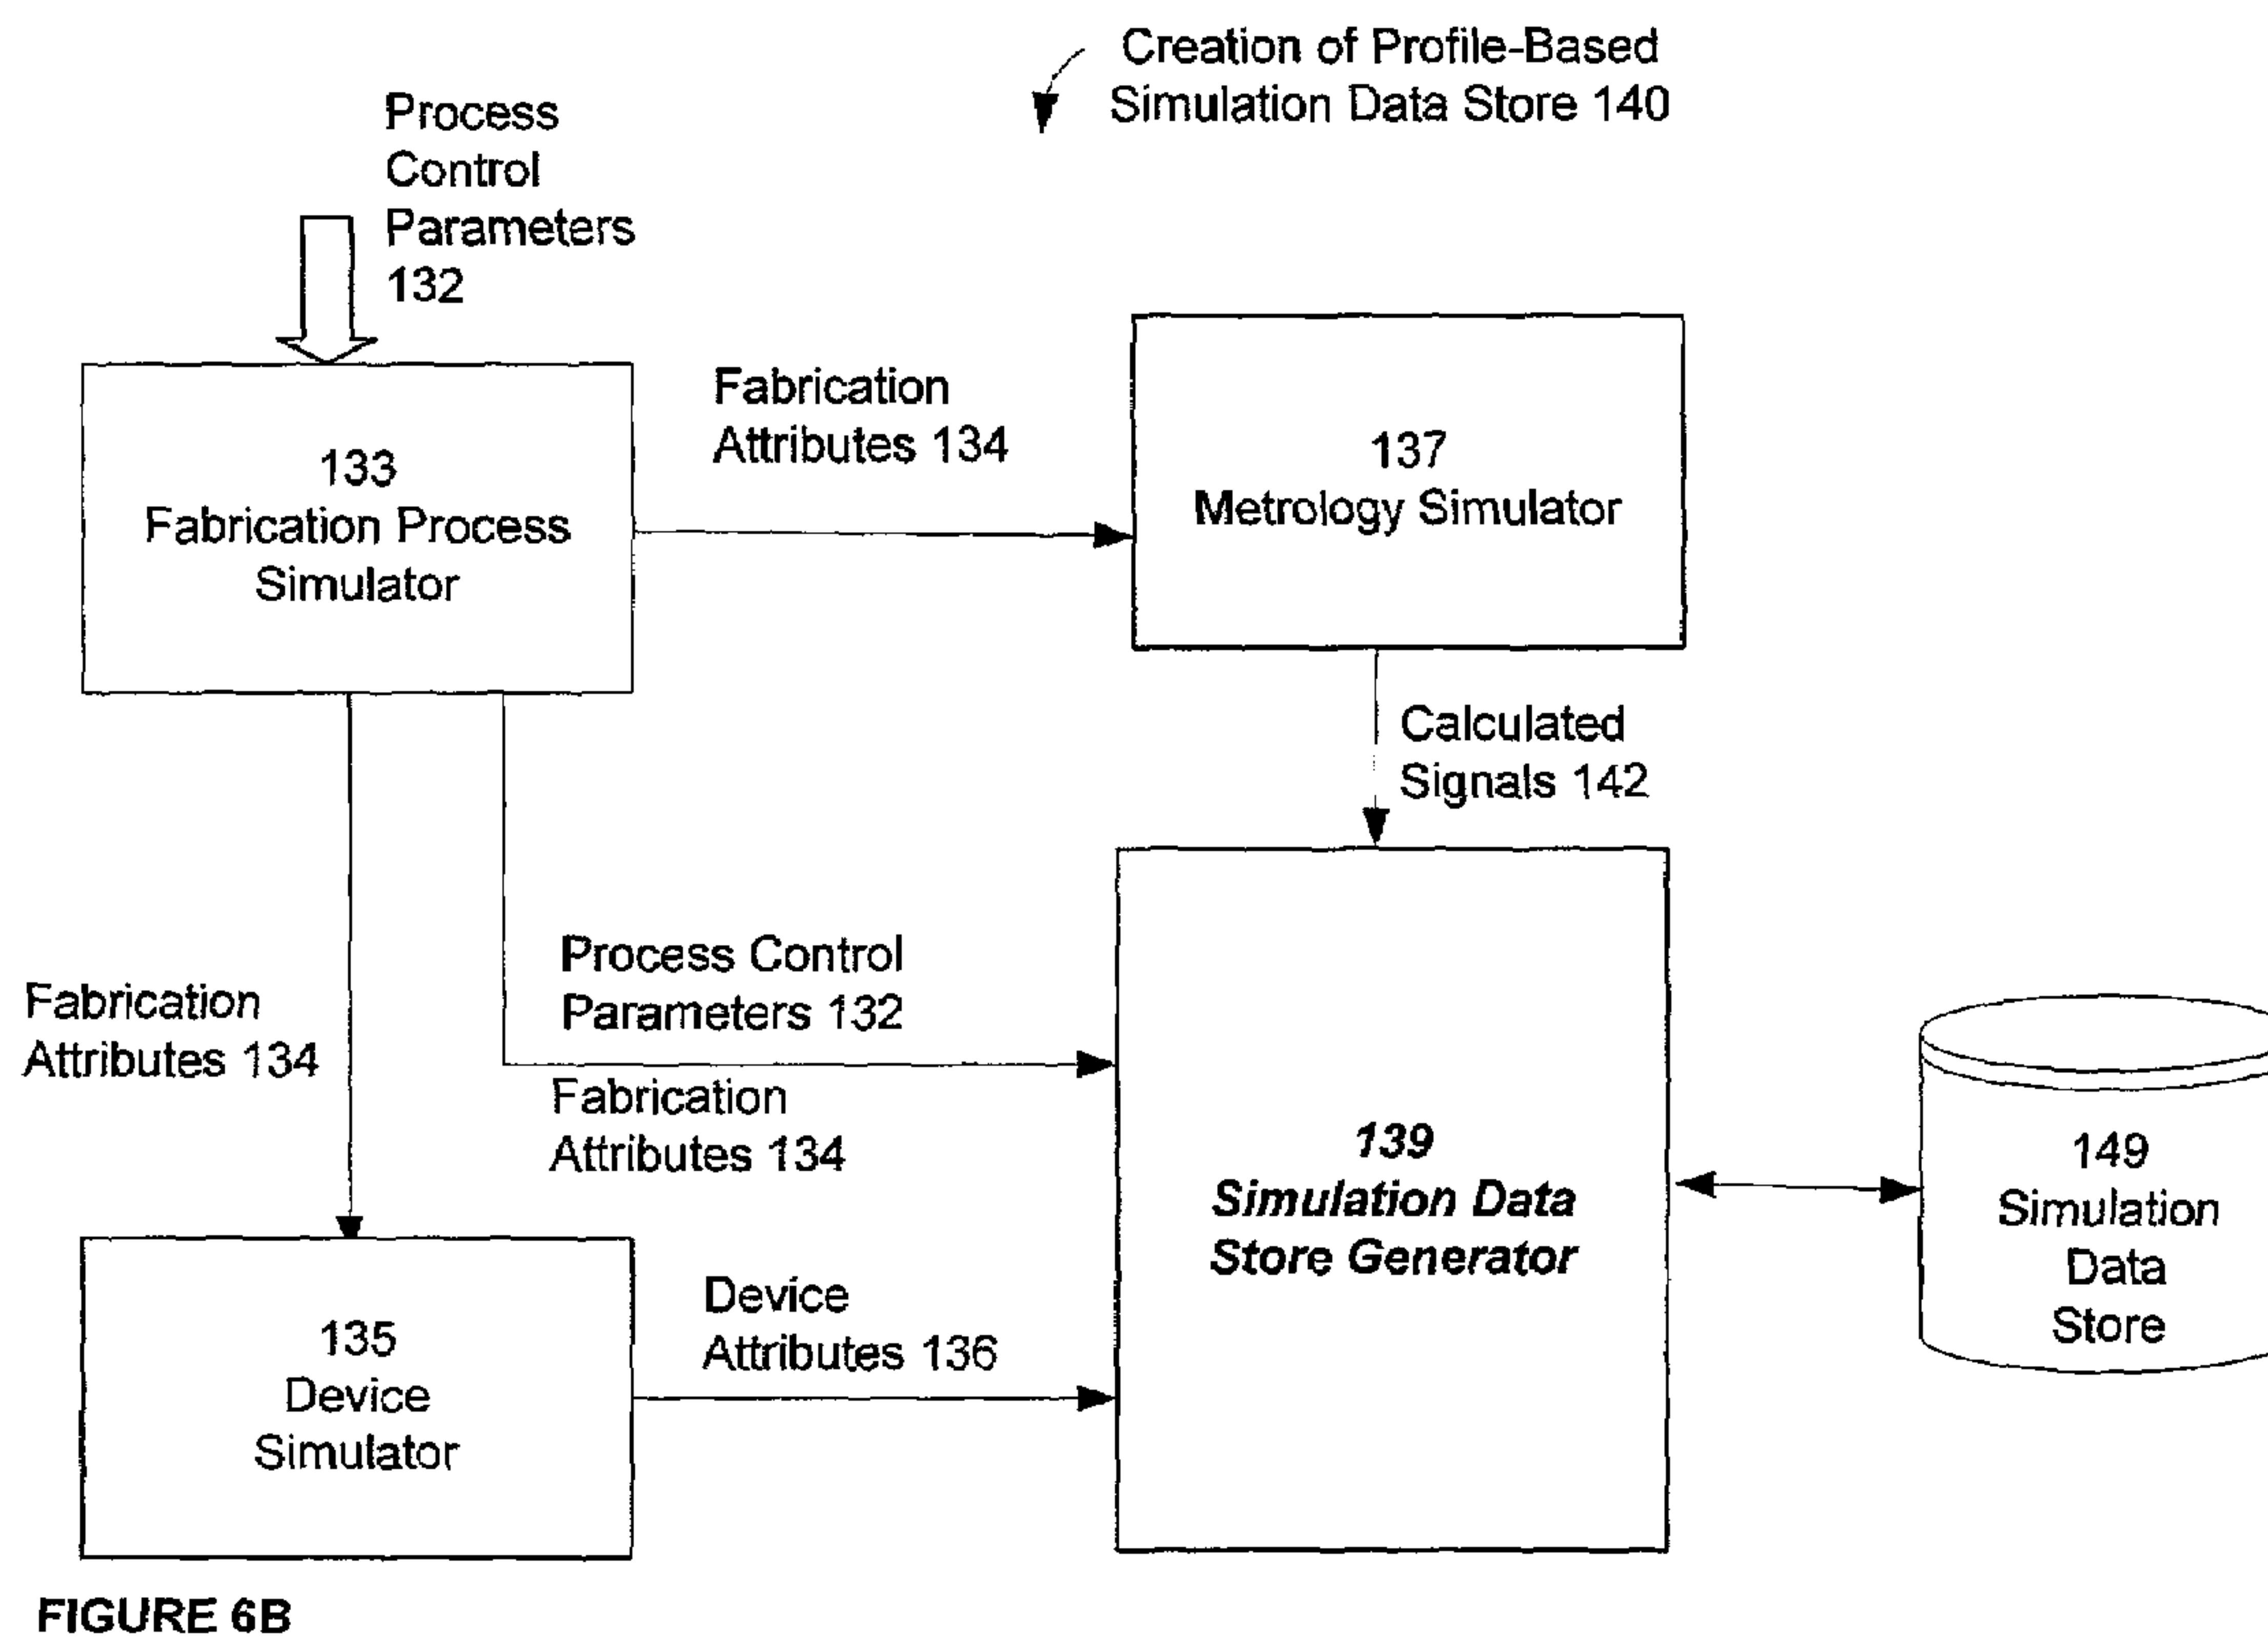 Creation of Profile-Based
Simulation Data Store 140
Process
Control
Parameters
132
133
Fabrication Process
Simulator
Fabrication
Attributes 134
137
Metrology Simulator
Calculated
Signals 142
Process Control
Parameters 132
Fabrication
Attributes 134
Fabrication
Attributes 134
139
Simulation Data
Store Generator
149
Simulation
Data
Store
135
Device
Simulator
Device
Attributes 136
FIGURE 6B